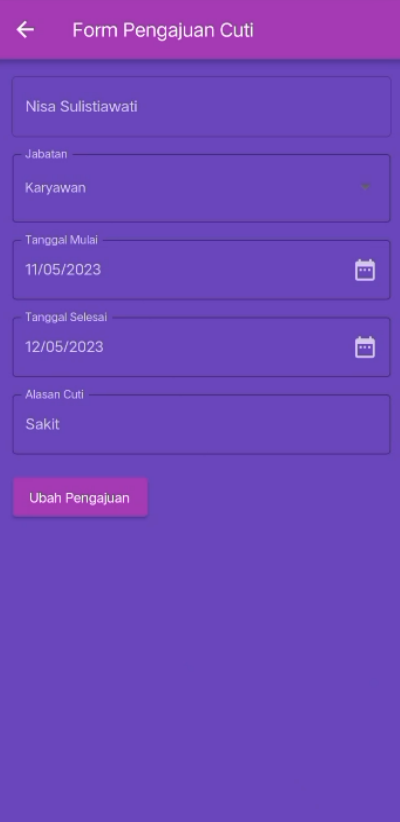 Form Pengajuan Cuti
Nisa Sulistiawati
Jabatan
Karyawan
Tanggal Mulai
11/05/2023
Tanggal Selesai
12/05/2023
Alasan Cuti
Sakit
Ubah Pengajuan